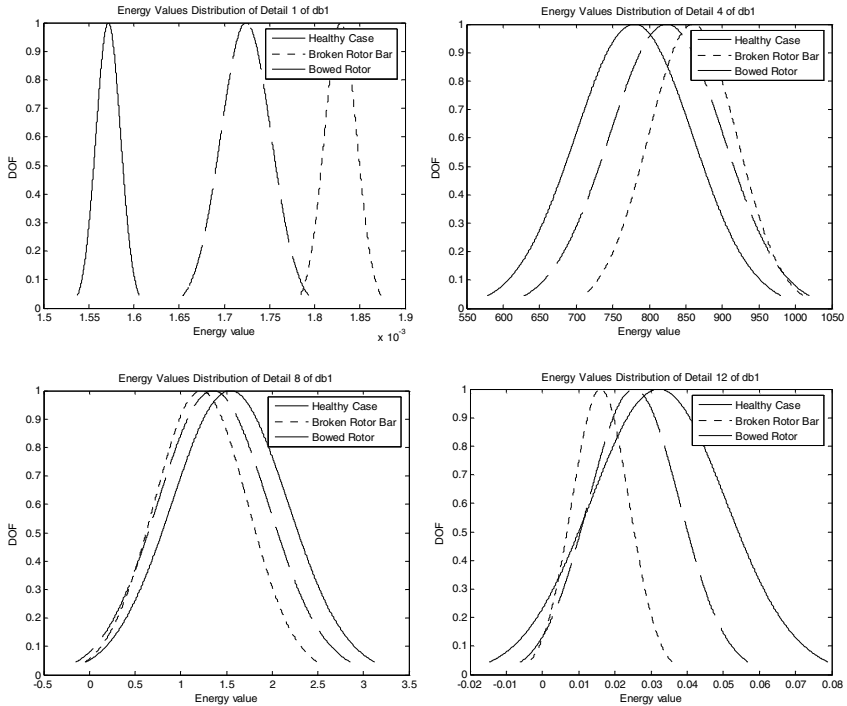 Energy Values Distribution of Detail 1 of db1
1
0.9
0.8
0.7
0.6
0.5
0.4
0.3
0.2
0.1
0
DOF
Healthy Case
Broken Rotor Bar
Bowed Rotor
1.5 1.55 1.6 1.65 1.7 1.75 1.8 1.85 1.9
Energy value
x 10⁻³
Energy Values Distribution of Detail 4 of db1
1
0.9
0.8
0.7
0.6
0.5
0.4
0.3
0.2
0.1
0
DOF
Healthy Case
Broken Rotor Bar
Bowed Rotor
550 600 650 700 750 800 850 900 950 1000 1050
Energy value
Energy Values Distribution of Detail 8 of db1
1
0.9
0.8
0.7
0.6
0.5
0.4
0.3
0.2
0.1
0
DOF
Healthy Case
Broken Rotor Bar
Bowed Rotor
-0.5 0 0.5 1 1.5 2 2.5 3 3.5
Energy value
Energy Values Distribution of Detail 12 of db1
1
0.9
0.8
0.7
0.6
0.5
0.4
0.3
0.2
0.1
0
DOF
Healthy Case
Broken Rotor Bar
Bowed Rotor
-0.02 -0.01 0 0.01 0.02 0.03 0.04 0.05 0.06 0.07 0.08
Energy value